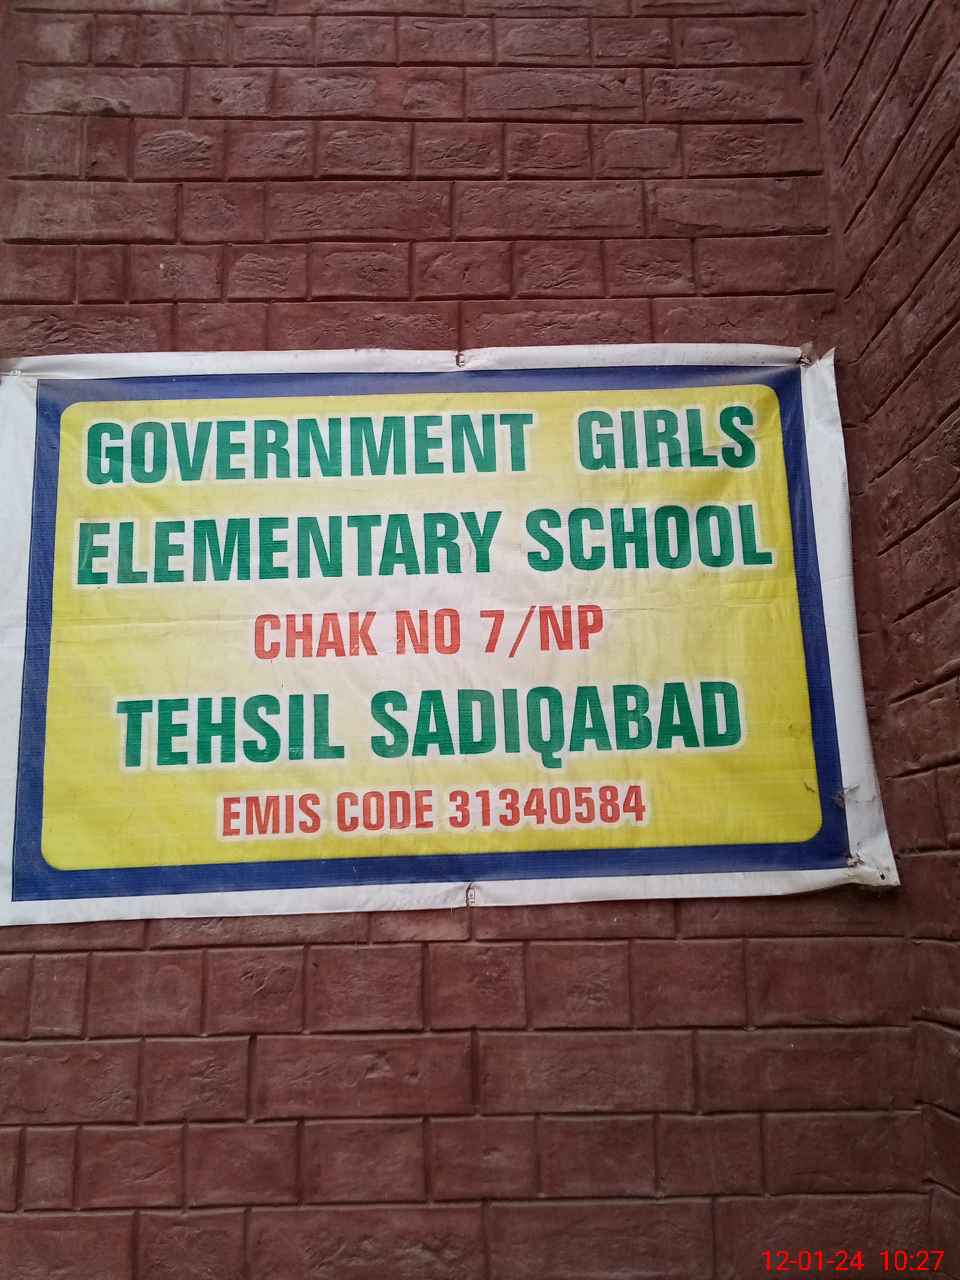 GOVERNMENT GIRLS
ELEMENTARY SCHOOL
CHAK NO 7/NP
TEHSIL SADIQABAD
EMIS CODE 31340584
12-01-24 10:27